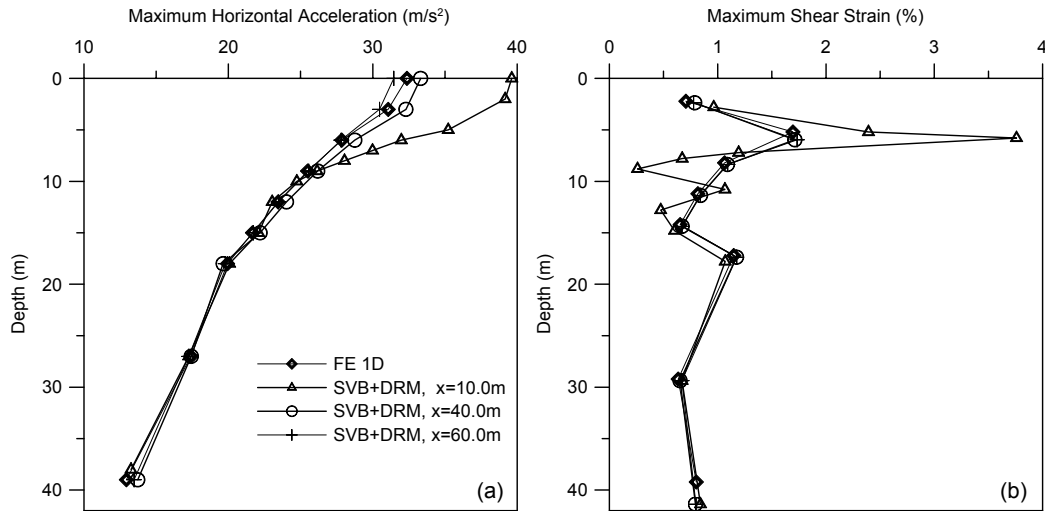 Maximum Horizontal Acceleration (m/s²)
10 20 30 40
0
10
20
30
40
Depth (m)
FE 1D
SVB+DRM, x=10.0m
SVB+DRM, x=40.0m
SVB+DRM, x=60.0m
(a)
Maximum Shear Strain (%)
0 1 2 3 4
0
10
20
30
40
Depth (m)
(b)